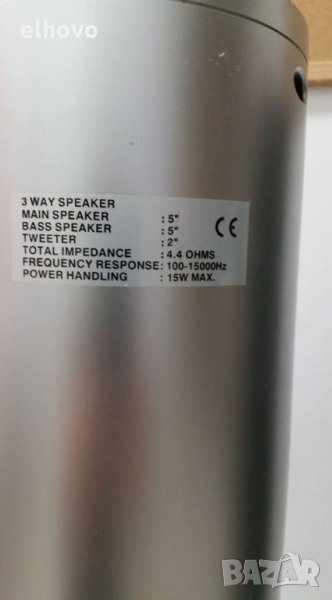 elhovo
3 WAY SPEAKER
MAIN SPEAKER : 5"
BASS SPEAKER : 5"
TWEETER : 2"
TOTAL IMPEDANCE : 4.4 OHMS
FREQUENCY RESPONSE: 100-15000Hz
POWER HANDLING : 15W MAX.
CE
BAZAR